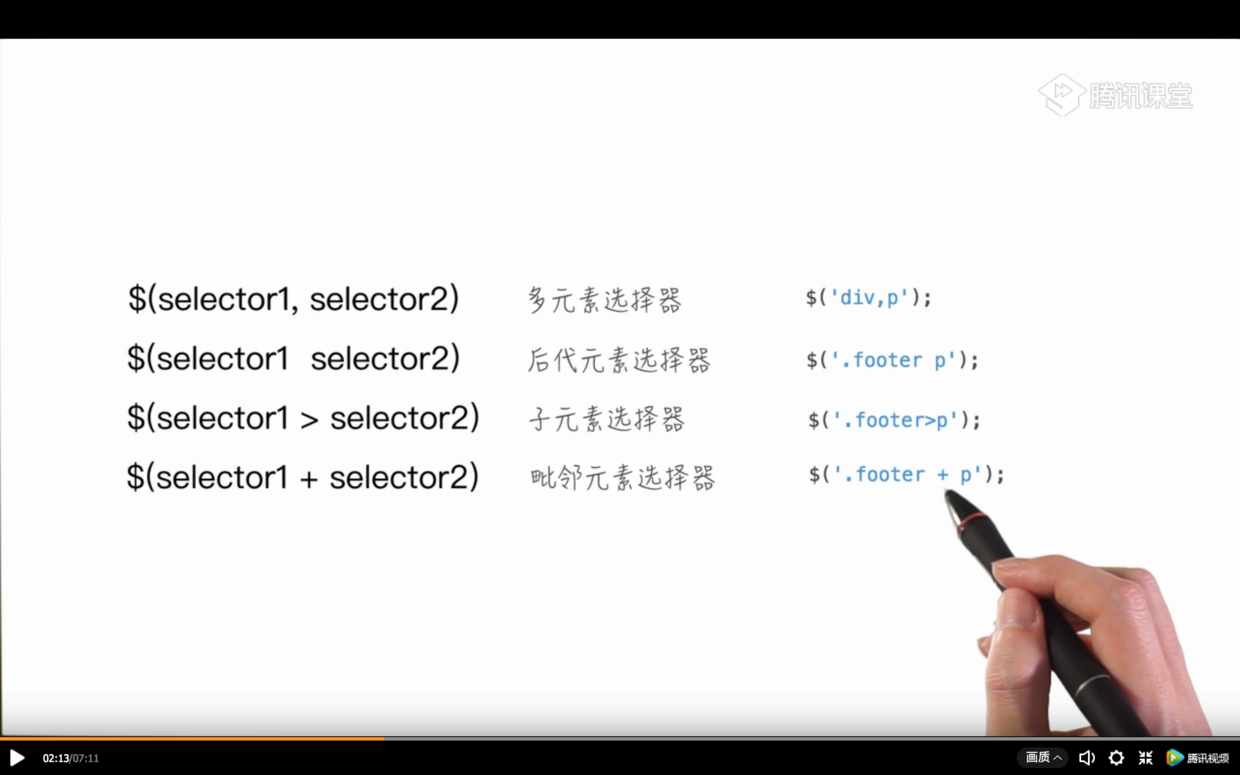 腾讯课堂
$(selector1, selector2) 多元素选择器 $('div,p');
$(selector1 selector2) 后代元素选择器 $('.footer p');
$(selector1 > selector2) 子元素选择器 $('.footer>p');
$(selector1 + selector2) 毗邻元素选择器 $('.footer + p');
02:13/07:11 画质 腾讯视频